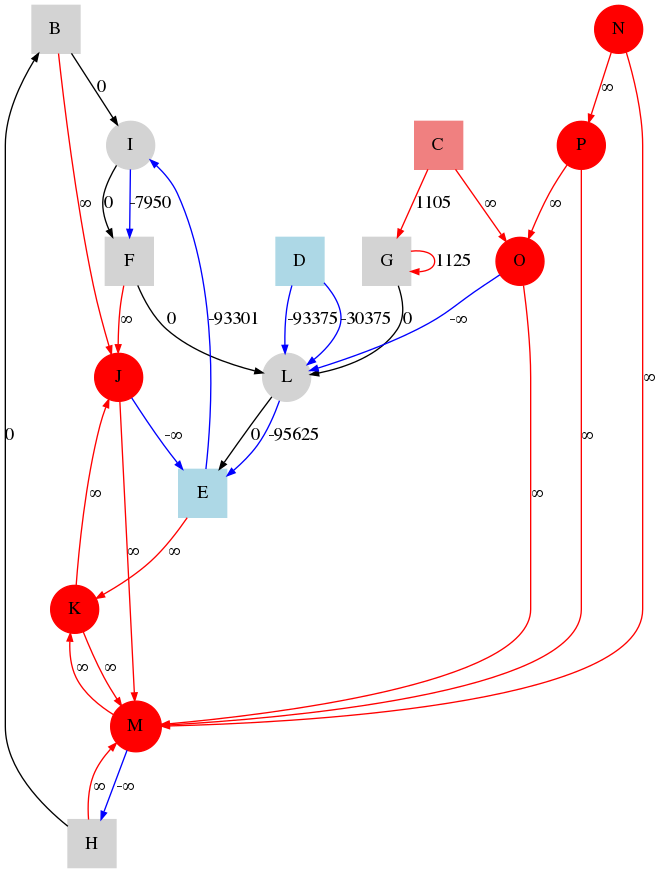 B
N
0
∞
I
C
P
∞
0
-7950
1105
∞
∞
F
D
G
1125
O
∞
0
-93301
-93375
-30375
0
-∞
J
L
∞
-∞
0
-95625
∞
0
E
∞
∞
∞
∞
K
∞
∞
M
∞
-∞
H